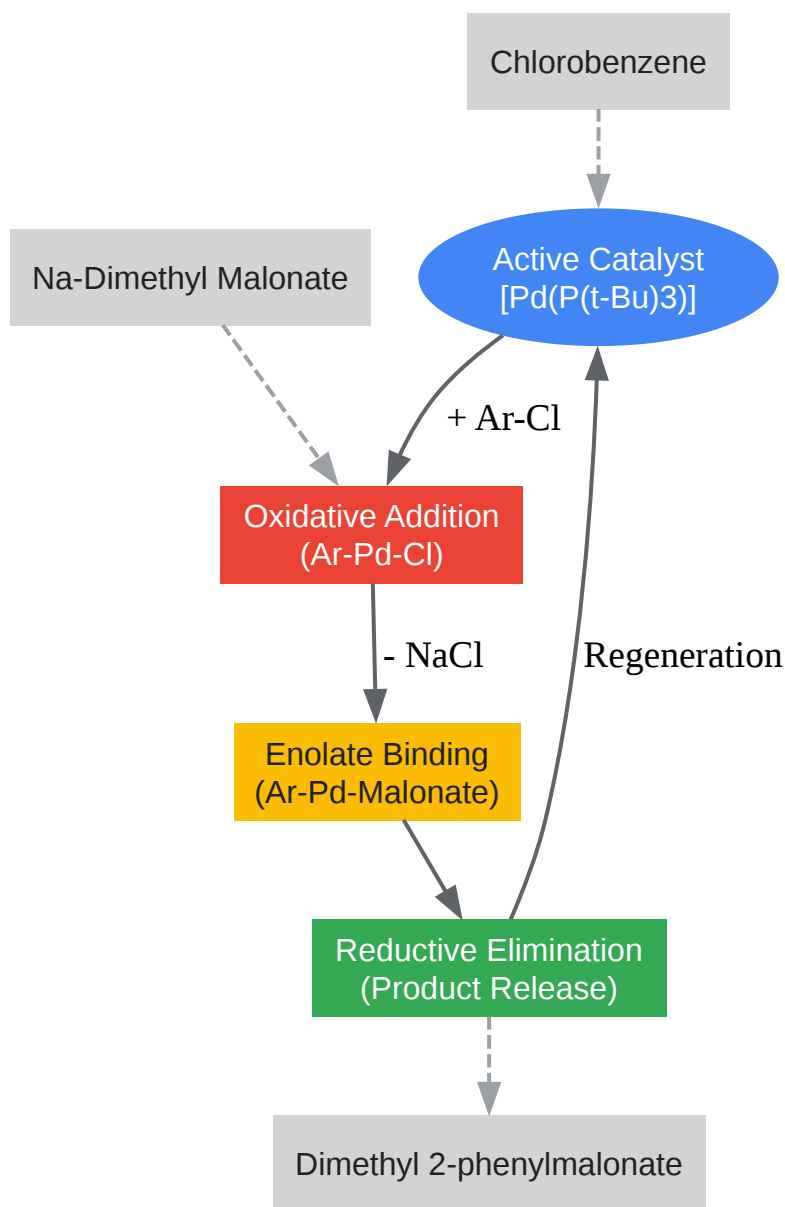 Chlorobenzene
Na-Dimethyl Malonate
Active Catalyst
[Pd(P(t-Bu)3)]
+ Ar-Cl
Oxidative Addition
(Ar-Pd-Cl)
- NaCl
Regeneration
Enolate Binding
(Ar-Pd-Malonate)
Reductive Elimination
(Product Release)
Dimethyl 2-phenylmalonate